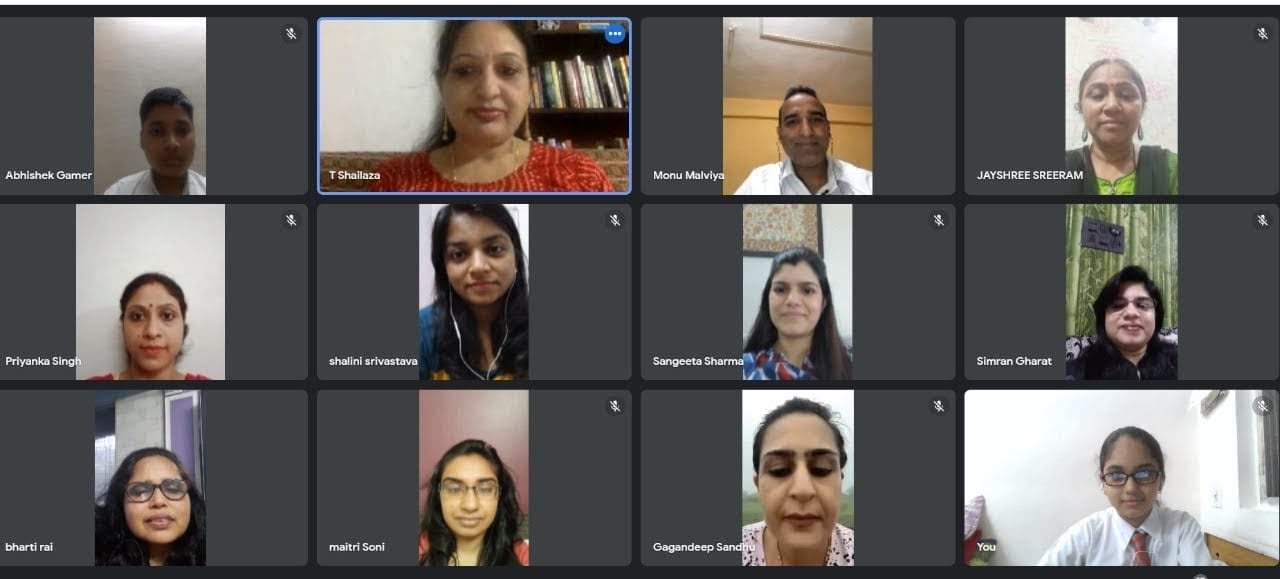 Abhishek Gamer
T Shailaza
Monu Malviya
JAYSHREE SREERAM
Priyanka Singh
shalini srivastava
Sangeeta Sharma
Simran Gharat
bharti rai
maitri Soni
Gagandeep Sandhu
You